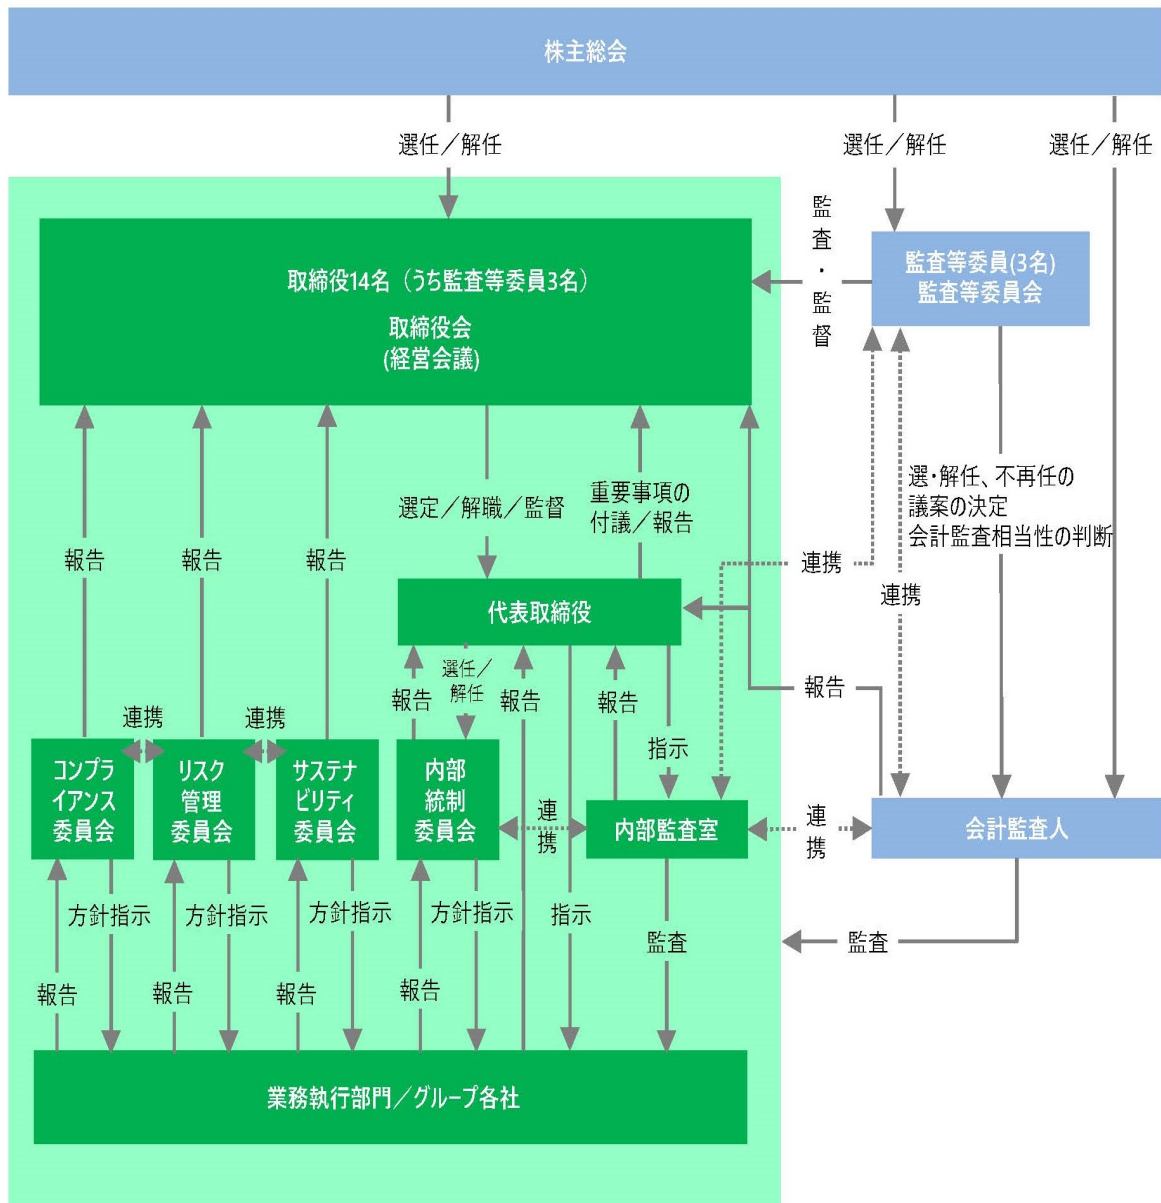 株主総会
選任／解任
選任／解任
選任／解任
取締役14名（うち監査等委員3名）
取締役会
(経営会議)
監査・監督
監査等委員(3名)
監査等委員会
選定／解職／監督
重要事項の
付議／報告
選・解任、不再任の
議案の決定
会計監査相当性の判断
報告
報告
報告
連携
連携
代表取締役
報告
選任／
解任
報告
報告
指示
報告
連携
連携
コンプラ
イアンス
委員会
リスク
管理
委員会
サステナ
ビリティ
委員会
内部
統制
委員会
連携
内部監査室
連携
会計監査人
方針指示
方針指示
方針指示
方針指示
指示
監査
監査
報告
報告
報告
報告
業務執行部門／グループ各社